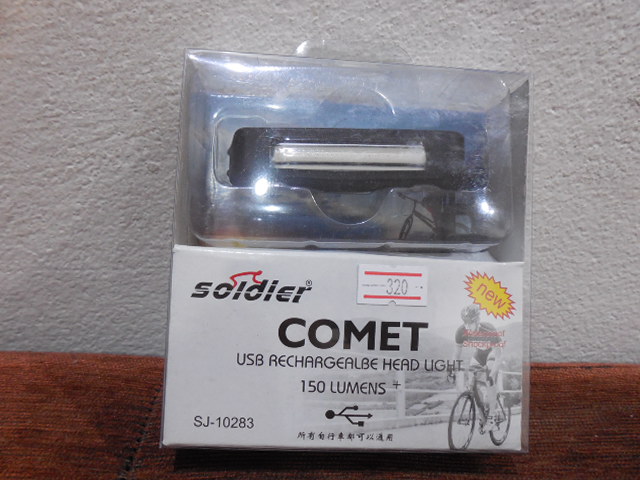 soldier®
320
new
COMET
USB RECHARGEALBE HEAD LIGHT
150 LUMENS +
SJ-10283
所有自行車都可以適用